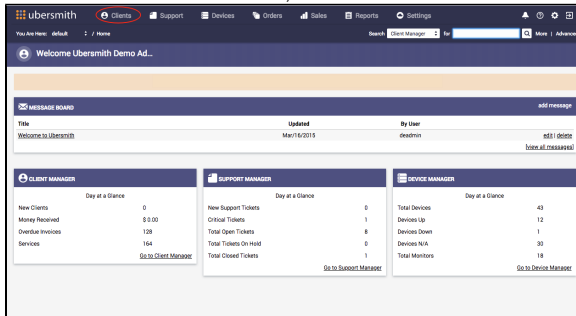 ubersmith Clients Support Devices Orders Sales Reports Settings
You Are Here: default / Home Search Client Manager for More | Advance
Welcome Ubersmith Demo Ad...
MESSAGE BOARD add message
Title Updated By User
Welcome to Ubersmith Mar/16/2015 deadmin edit | delete
[view all messages]
CLIENT MANAGER
Day at a Glance
New Clients 0
Money Received $ 0.00
Overdue Invoices 128
Services 164
Go to Client Manager
SUPPORT MANAGER
Day at a Glance
New Support Tickets 0
Critical Tickets 1
Total Open Tickets 8
Total Tickets On Hold 0
Total Closed Tickets 1
Go to Support Manager
DEVICE MANAGER
Day at a Glance
Total Devices 43
Devices Up 12
Devices Down 1
Devices N/A 30
Total Monitors 18
Go to Device Manager